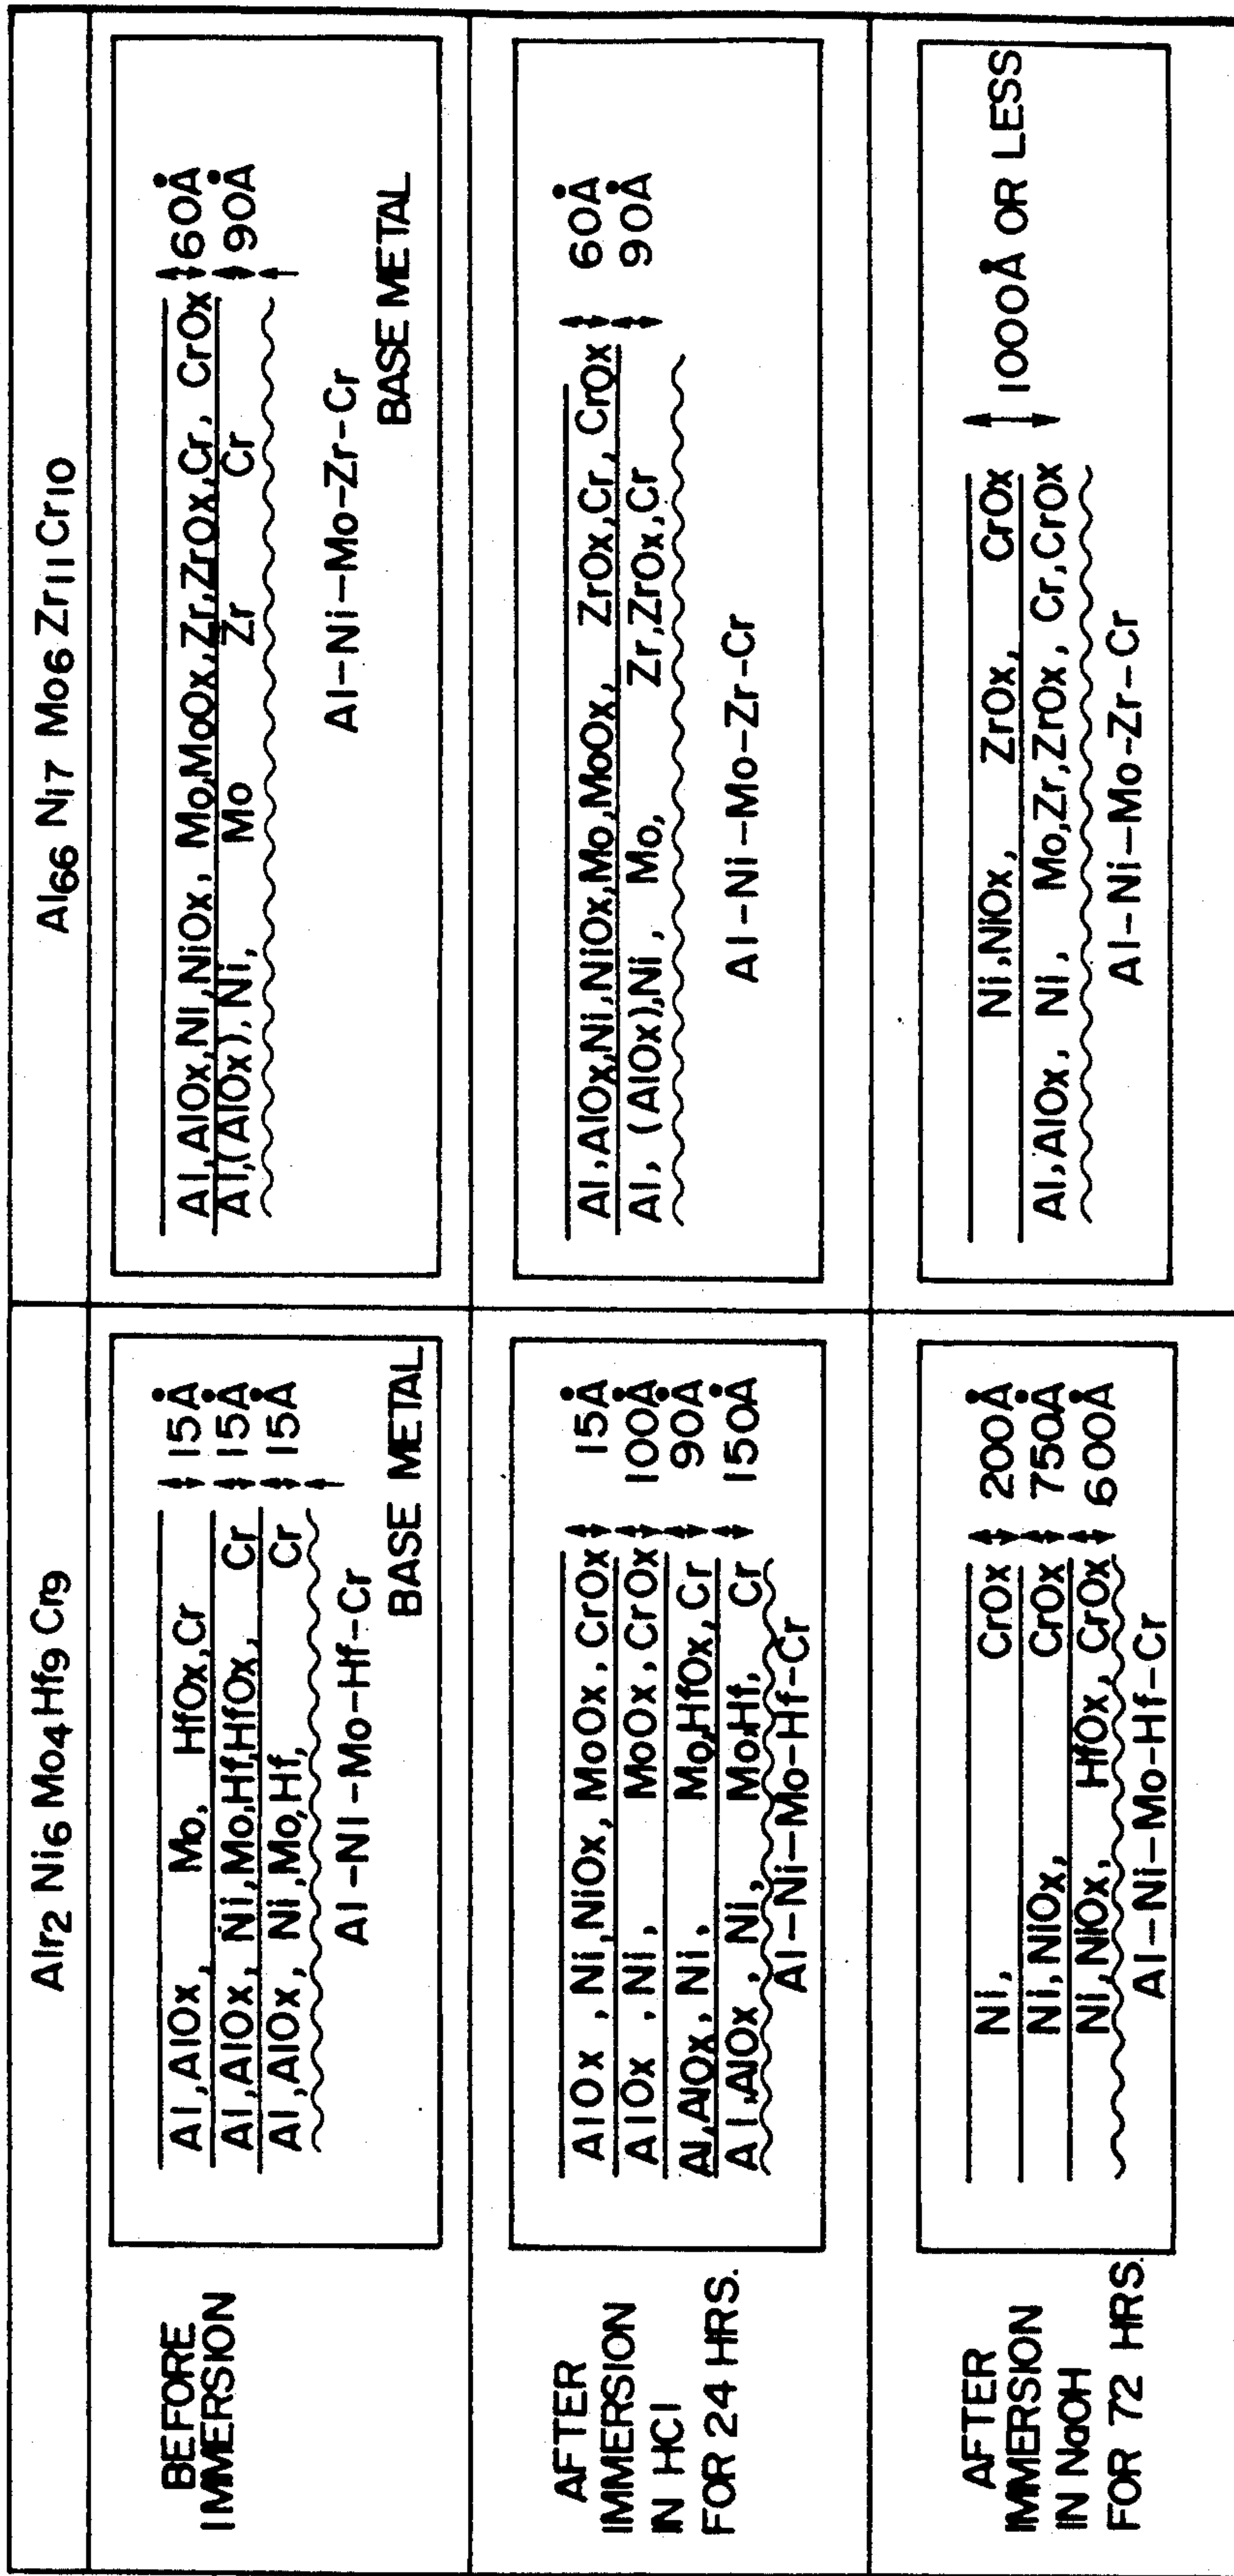 Alr2 Ni6 Mo4 Hf9 Cr9
Al66 Ni7 Mo6 Zr11 Cr10
BEFORE
IMMERSION
Al, AlOx, Mo, HfOx, Cr 15Å
Al, AlOx, Ni, Mo, Hf, HfOx, Cr 15Å
Al, AlOx, Ni, Mo, Hf, Cr 15Å
Al-Ni-Mo-Hf-Cr
BASE METAL
Al, AlOx, Ni, NiOx, Mo, MoOx, Zr, ZrOx, Cr, CrOx 60Å
Al, (AlOx), Ni, Mo Zr Cr 90Å
Al-Ni-Mo-Zr-Cr
BASE METAL
AFTER
IMMERSION
IN HCl
FOR 24 HRS.
AlOx, Ni, NiOx, MoOx, CrOx 15Å
AlOx, Ni, MoOx, CrOx 100Å
Al, AlOx, Ni, Mo, HfOx, Cr 90Å
Al, AlOx, Ni, Mo, Hf, Cr 150Å
Al-Ni-Mo-Hf-Cr
Al, AlOx, Ni, NiOx, Mo, MoOx, ZrOx, Cr, CrOx 60Å
Al, (AlOx), Ni, Mo, Zr, ZrOx, Cr 90Å
Al-Ni-Mo-Zr-Cr
AFTER
IMMERSION
IN NaOH
FOR 72 HRS.
Ni, CrOx 200Å
Ni, NiOx, CrOx 750Å
Ni, NiOx, HfOx, CrOx 600Å
Al-Ni-Mo-Hf-Cr
Ni, NiOx, ZrOx, CrOx
Al, AlOx, Ni, Mo, Zr, ZrOx, Cr, CrOx
1000Å OR LESS
Al-Ni-Mo-Zr-Cr